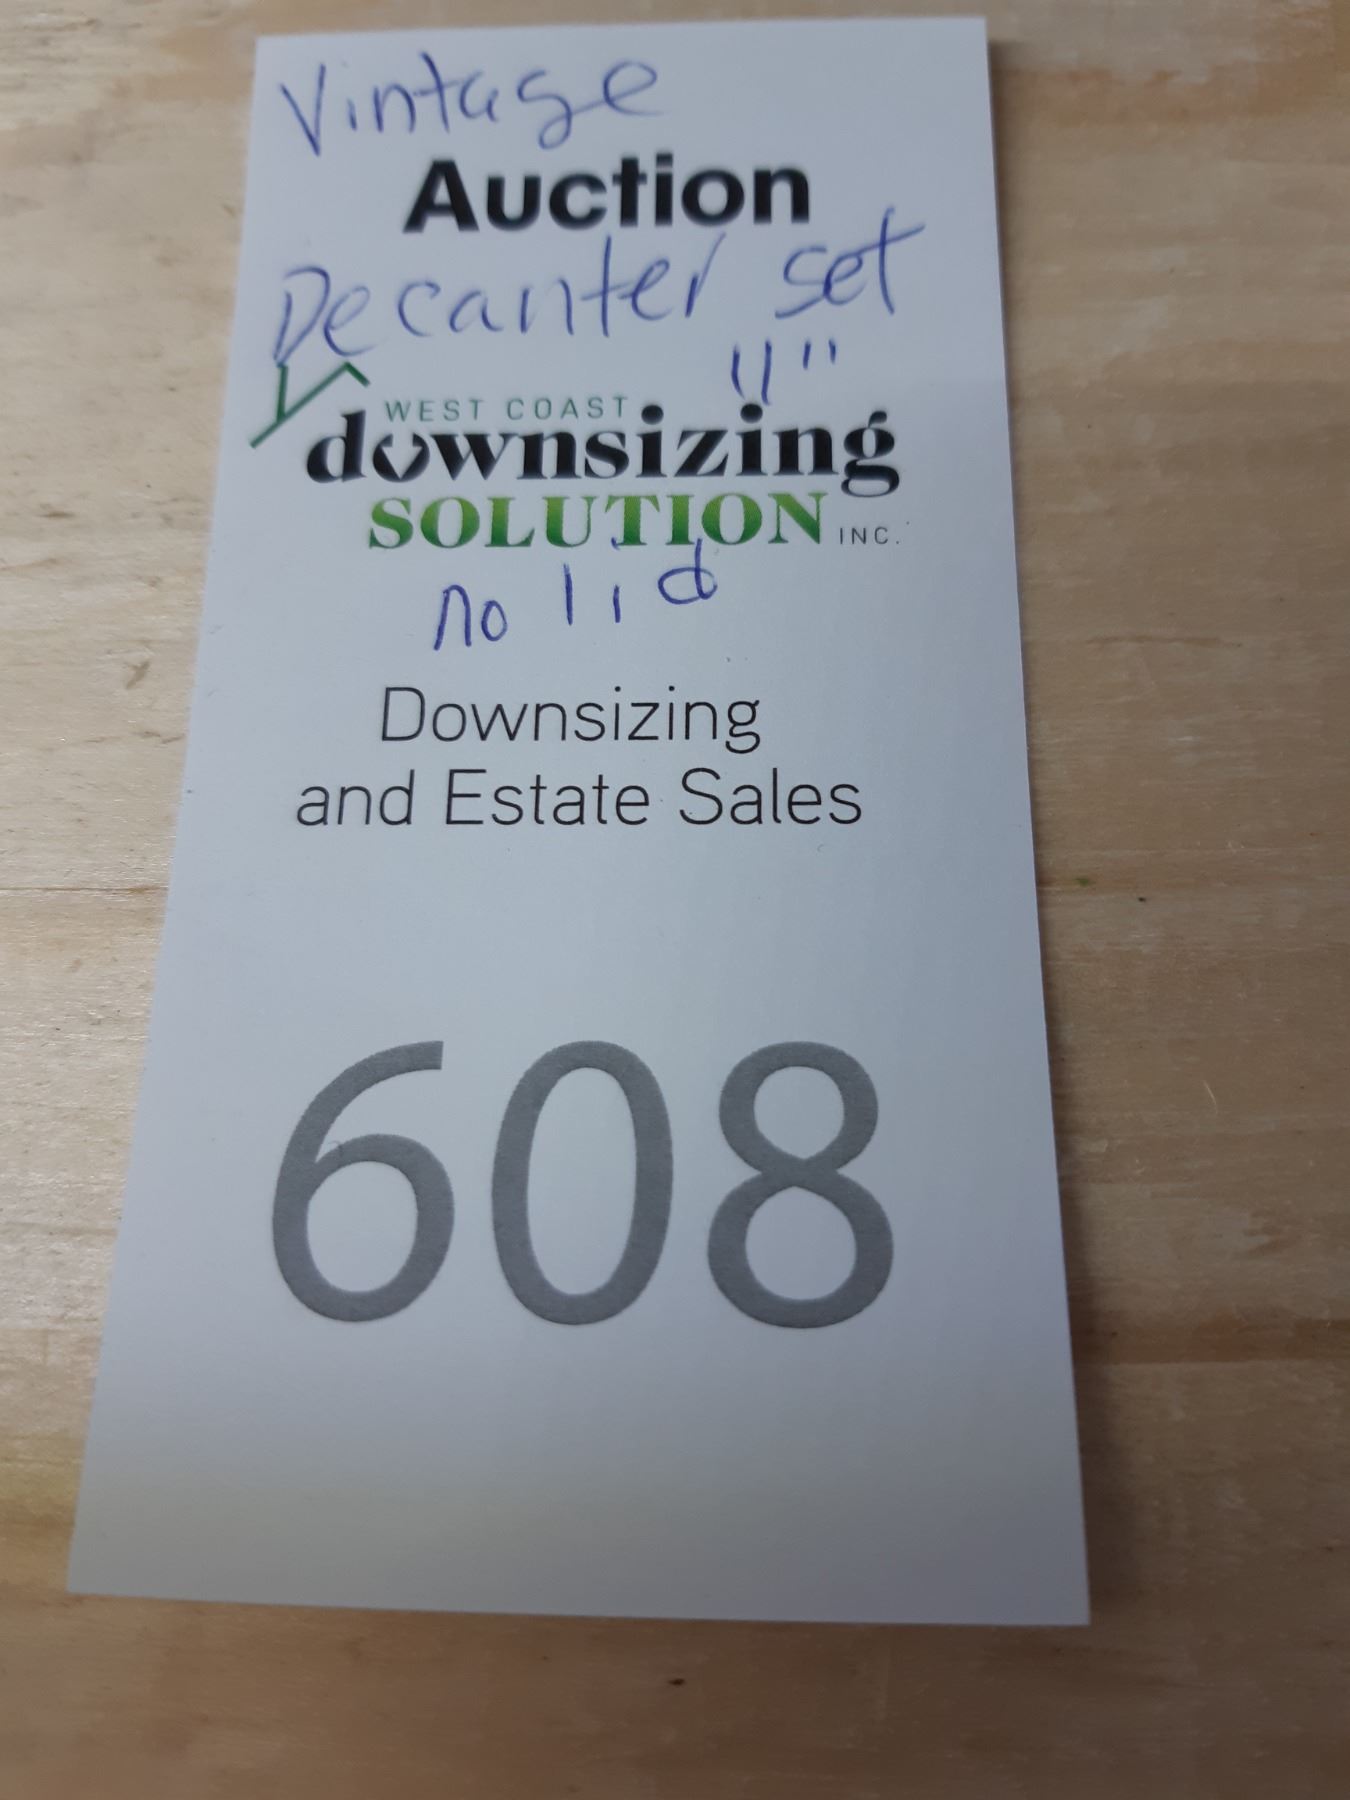 Vintage
Auction
Decanter set
11"
WEST COAST
downsizing
SOLUTION INC.
no lid
Downsizing
and Estate Sales
608